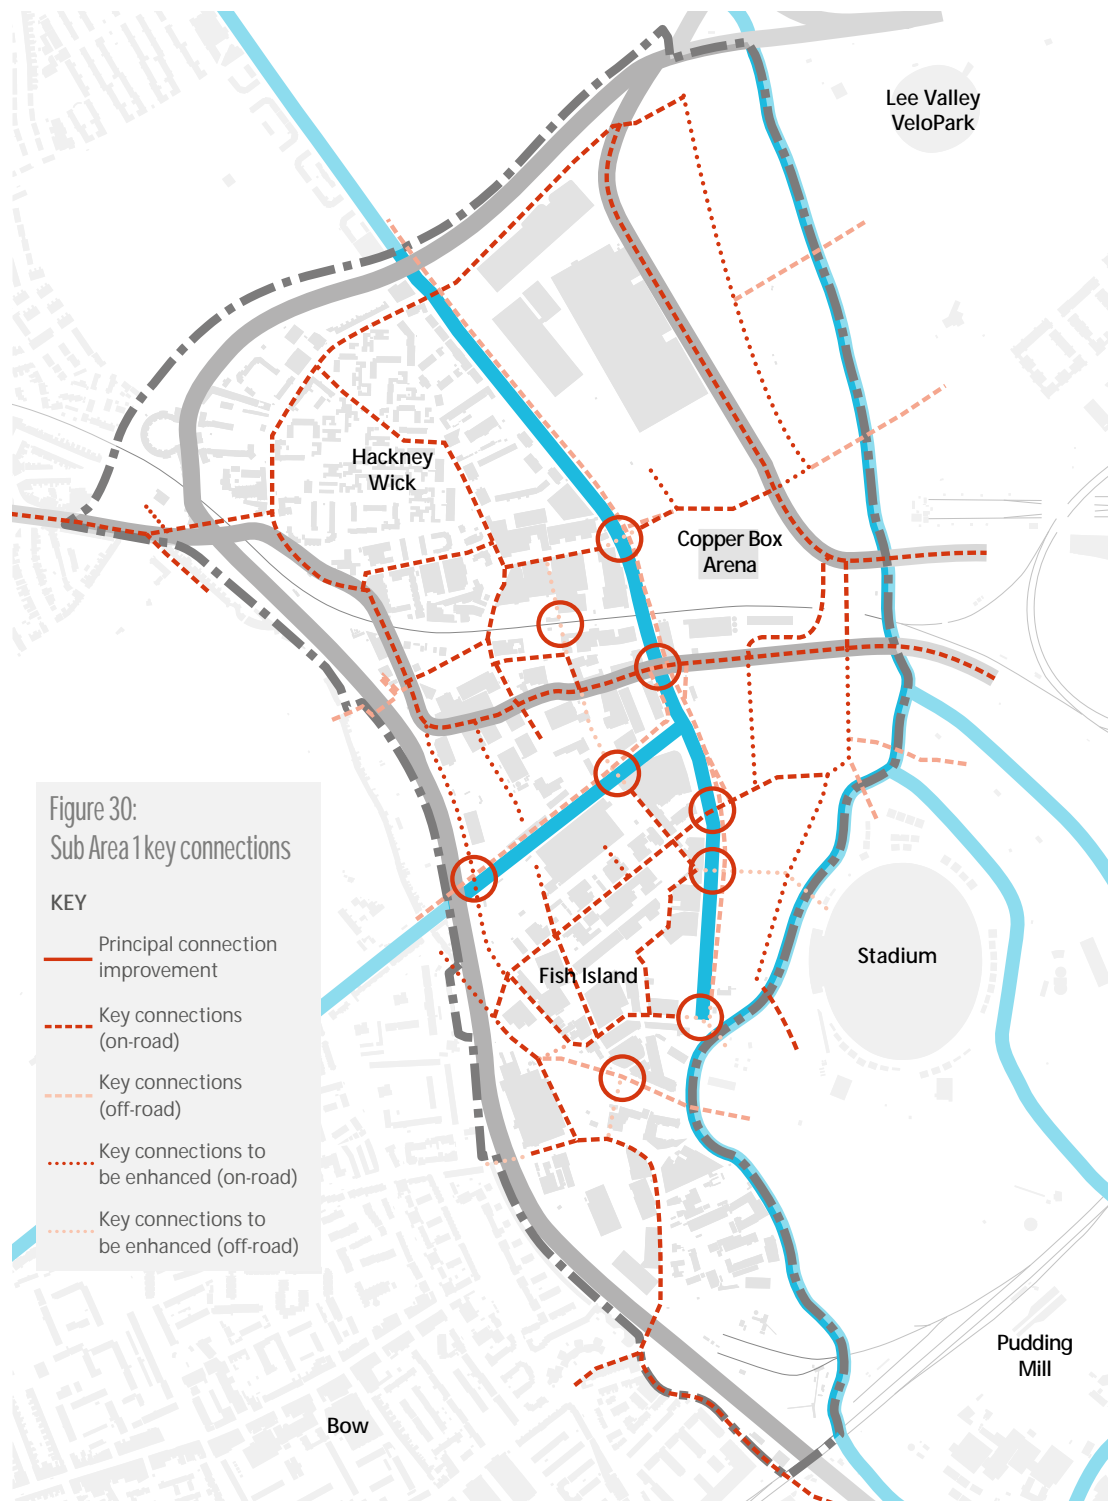 Lee Valley
VeloPark
Hackney
Wick
Copper Box
Arena
Figure 30:
Sub Area 1 key connections
KEY
Principal connection
improvement
Key connections
(on-road)
Key connections
(off-road)
Key connections to
be enhanced (on-road)
Key connections to
be enhanced (off-road)
Stadium
Fish Island
Pudding
Mill
Bow